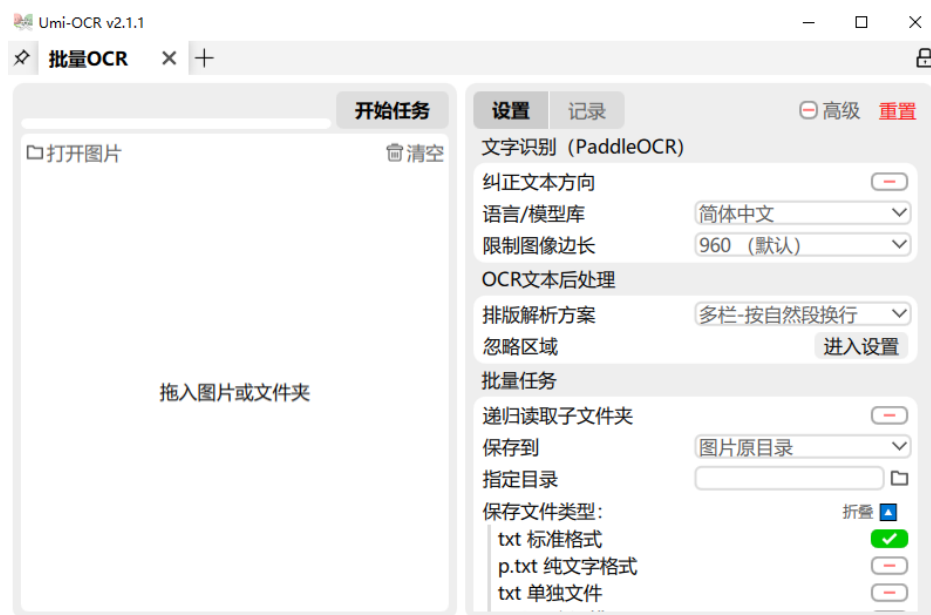 Umi-OCR v2.1.1
批量OCR
开始任务
打开图片
清空
拖入图片或文件夹
设置
记录
高级
重置
文字识别（PaddleOCR）
纠正文本方向
语言/模型库
简体中文
限制图像边长
960 （默认）
OCR文本后处理
排版解析方案
多栏-按自然段换行
忽略区域
进入设置
批量任务
递归读取子文件夹
保存到
图片原目录
指定目录
保存文件类型：
折叠
txt 标准格式
p.txt 纯文字格式
txt 单独文件